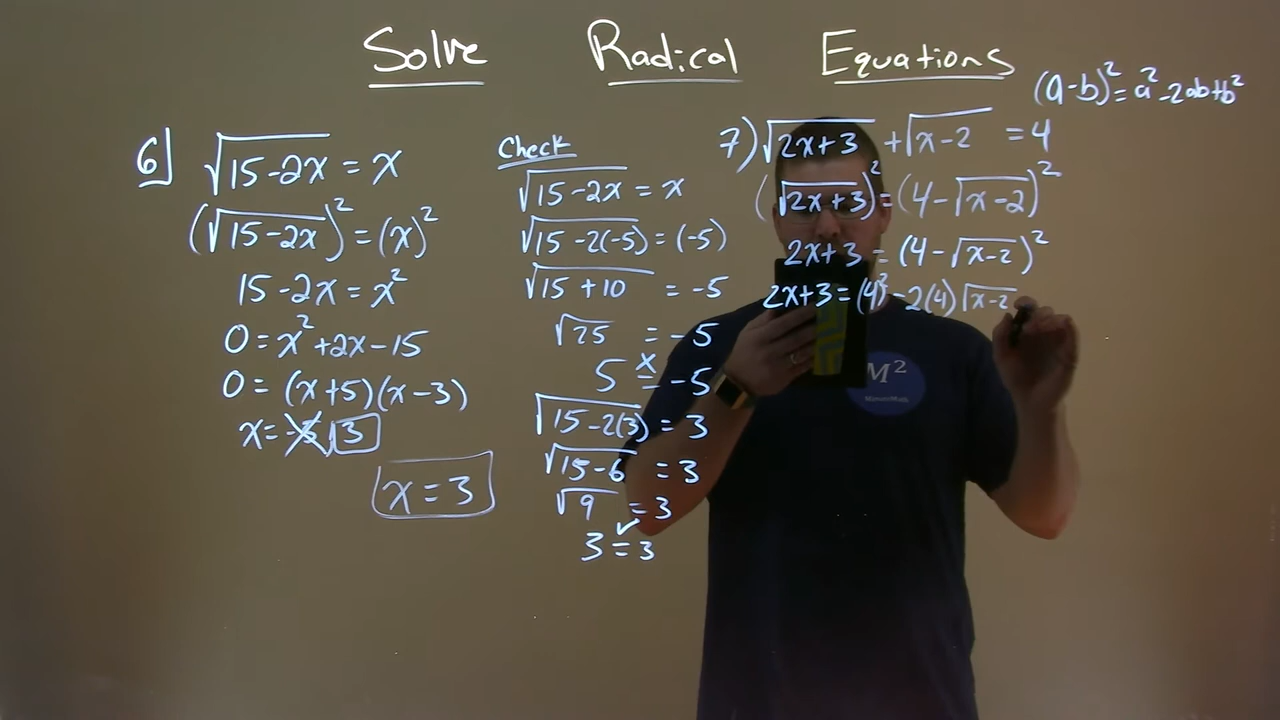 Solve Radical Equations
(a-b)² = a² - 2ab + b²
6] √(15-2x) = x
(√(15-2x))² = (x)²
15-2x = x²
0 = x² + 2x - 15
0 = (x+5)(x-3)
x = -5, 3
x = 3
Check
√(15-2x) = x
√(15-2(-5)) = (-5)
√(15+10) = -5
√25 = -5
5 = -5
√(15-2(3)) = 3
√(15-6) = 3
√9 = 3
3 = 3
7) √(2x+3) + √(x-2) = 4
(√(2x+3))² = (4-√(x-2))²
2x+3 = (4-√(x-2))²
2x+3 = (4)² - 2(4)√(x-2)
M²